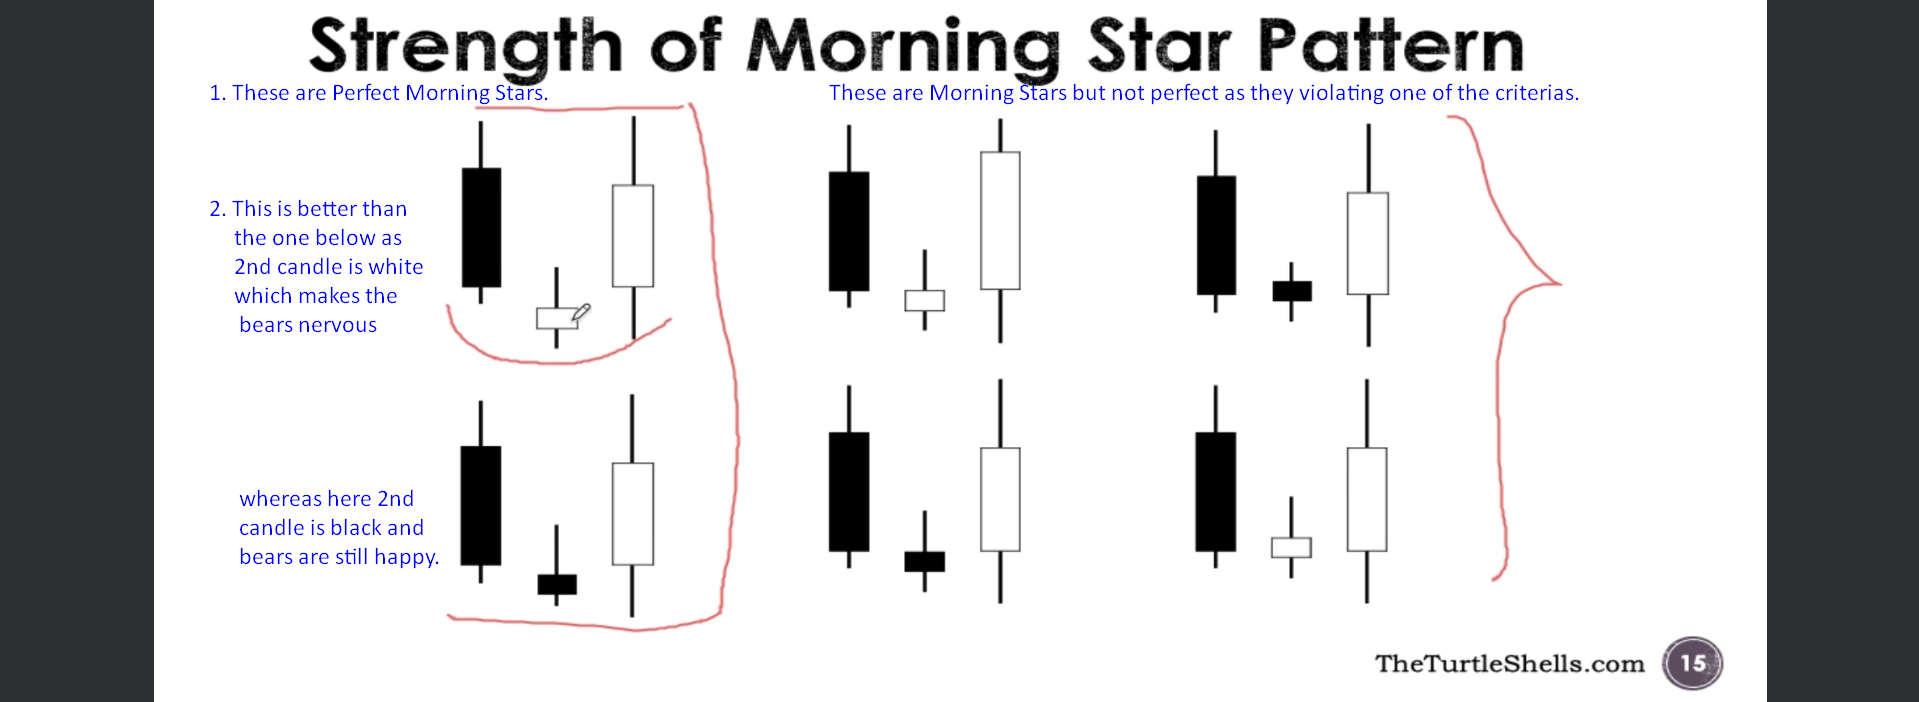 Strength of Morning Star Pattern
1. These are Perfect Morning Stars.
These are Morning Stars but not perfect as they violating one of the criterias.
2. This is better than
the one below as
2nd candle is white
which makes the
bears nervous
whereas here 2nd
candle is black and
bears are still happy.
TheTurtleShells.com
15